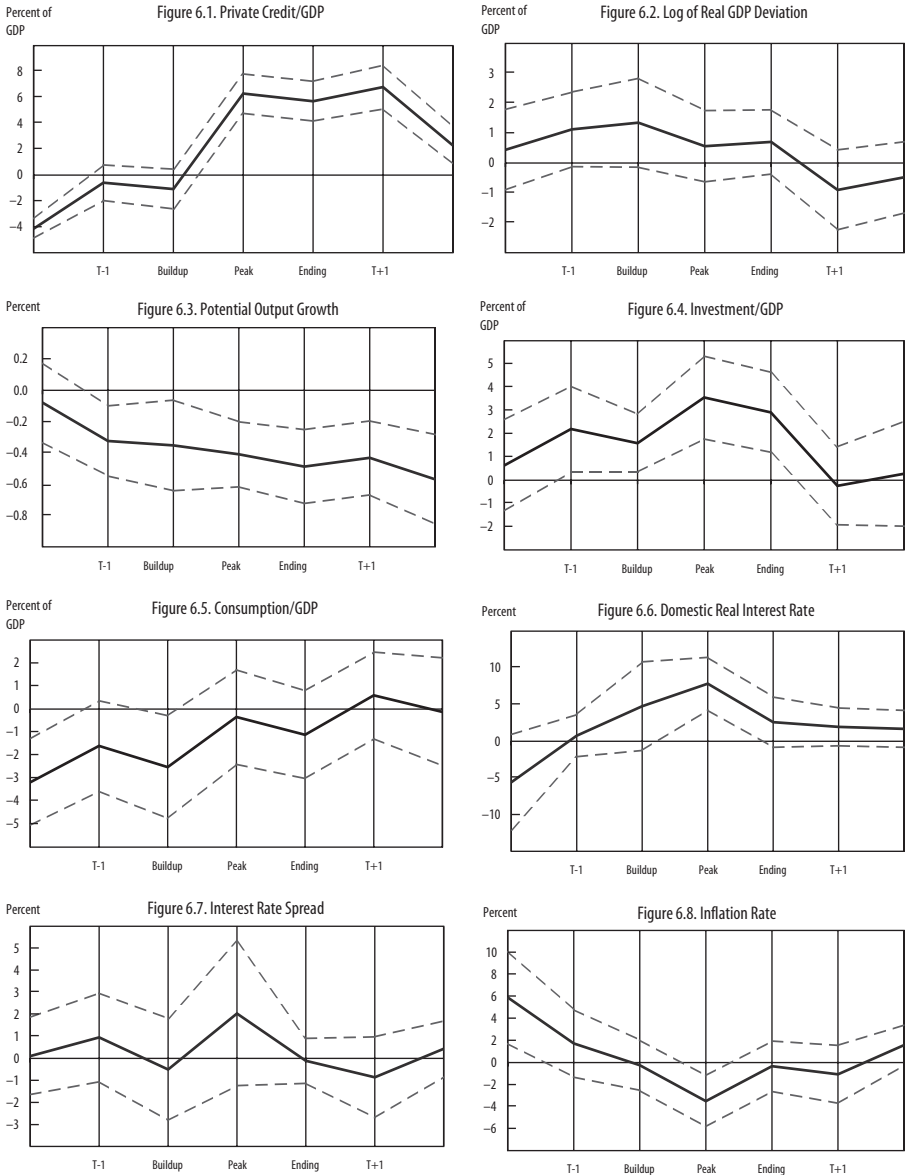 Percent of
GDP
Figure 6.1. Private Credit/GDP
8
6
4
2
0
−2
−4
T-1 Buildup Peak Ending T+1
Percent of
GDP
Figure 6.2. Log of Real GDP Deviation
3
2
1
0
−1
−2
T-1 Buildup Peak Ending T+1
Percent
Figure 6.3. Potential Output Growth
0.2
0.0
−0.2
−0.4
−0.6
−0.8
T-1 Buildup Peak Ending T+1
Percent of
GDP
Figure 6.4. Investment/GDP
5
4
3
2
1
0
−1
−2
T-1 Buildup Peak Ending T+1
Percent of
GDP
Figure 6.5. Consumption/GDP
2
1
0
−1
−2
−3
−4
−5
T-1 Buildup Peak Ending T+1
Percent
Figure 6.6. Domestic Real Interest Rate
10
5
0
−5
−10
T-1 Buildup Peak Ending T+1
Percent
Figure 6.7. Interest Rate Spread
5
4
3
2
1
0
−1
−2
−3
T-1 Buildup Peak Ending T+1
Percent
Figure 6.8. Inflation Rate
10
8
6
4
2
0
−2
−4
−6
T-1 Buildup Peak Ending T+1